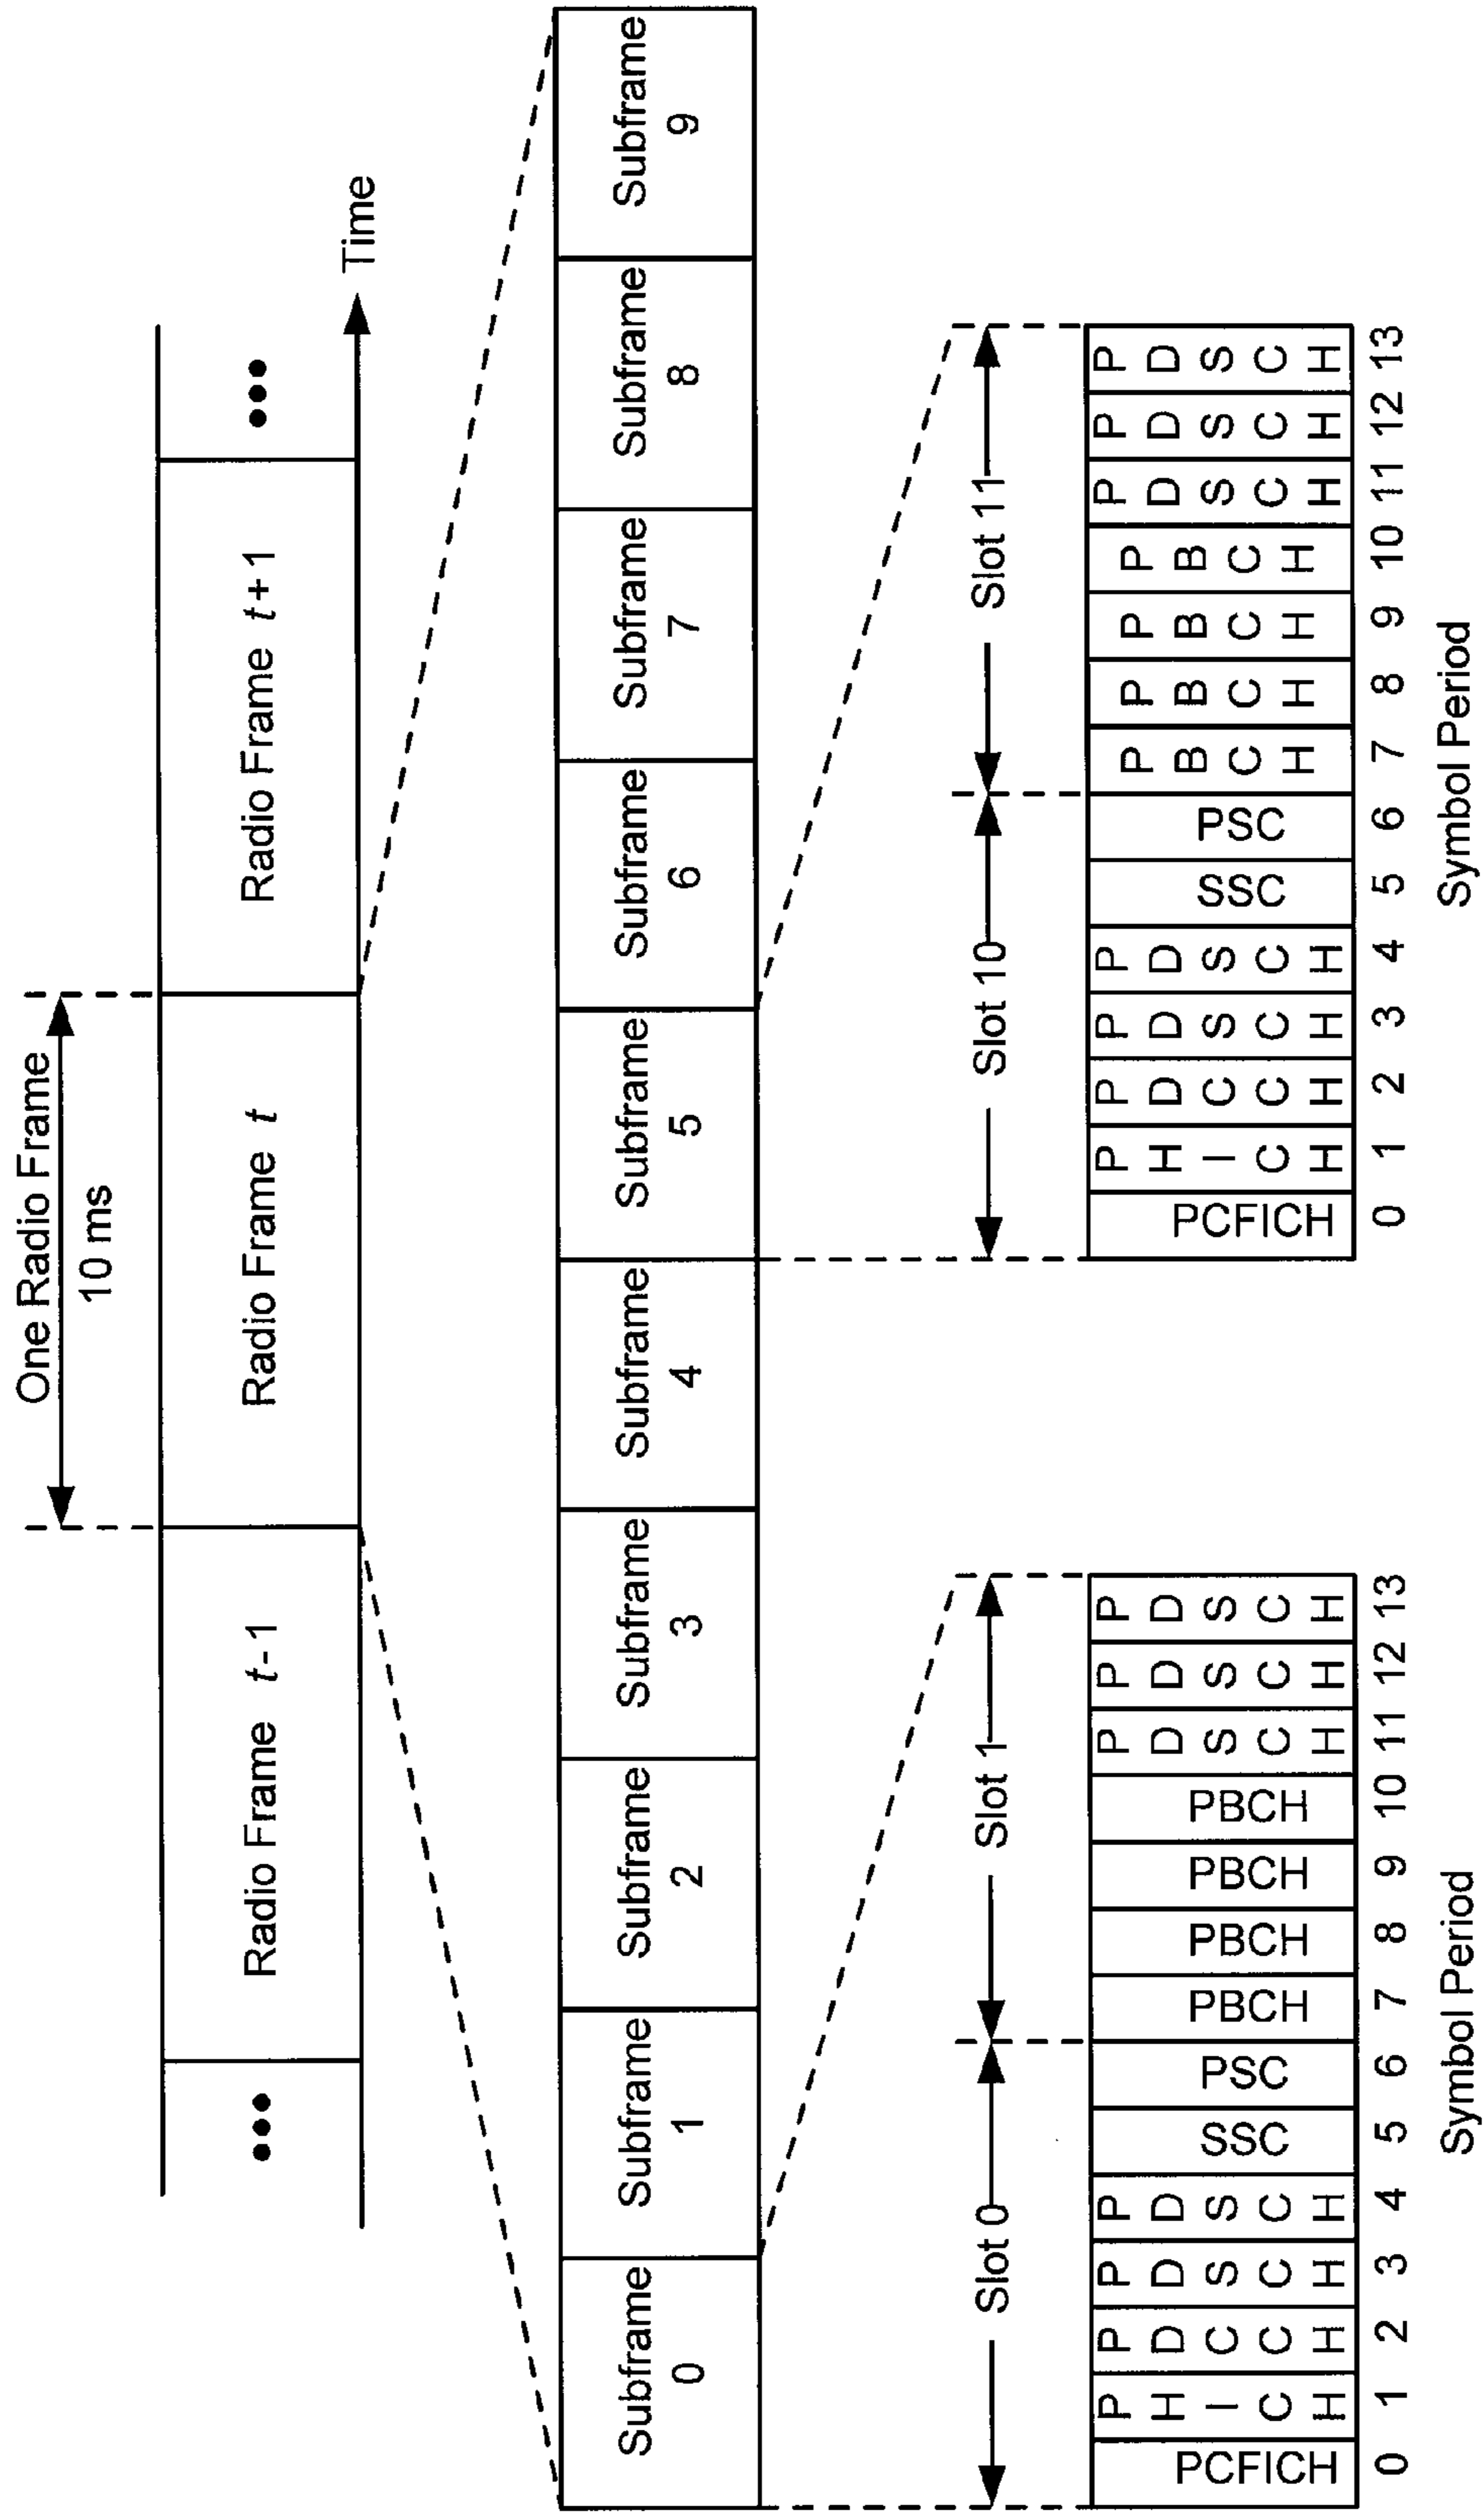 One Radio Frame
10 ms
Radio Frame t-1
Radio Frame t
Radio Frame t+1
Time
Subframe
0
Subframe
1
Subframe
2
Subframe
3
Subframe
4
Subframe
5
Subframe
6
Subframe
7
Subframe
8
Subframe
9
Slot 0
Slot 1
PCFICH
PHICH
PDCCH
PDSCH
PDSCH
SSC
PSC
PBCH
PBCH
PBCH
PBCH
PDSCH
PDSCH
PDSCH
0 1 2 3 4 5 6 7 8 9 10 11 12 13
Symbol Period
Slot 10
Slot 11
PCFICH
PHICH
PDCCH
PDSCH
PDSCH
SSC
PSC
PBCH
PBCH
PBCH
PBCH
PDSCH
PDSCH
PDSCH
0 1 2 3 4 5 6 7 8 9 10 11 12 13
Symbol Period